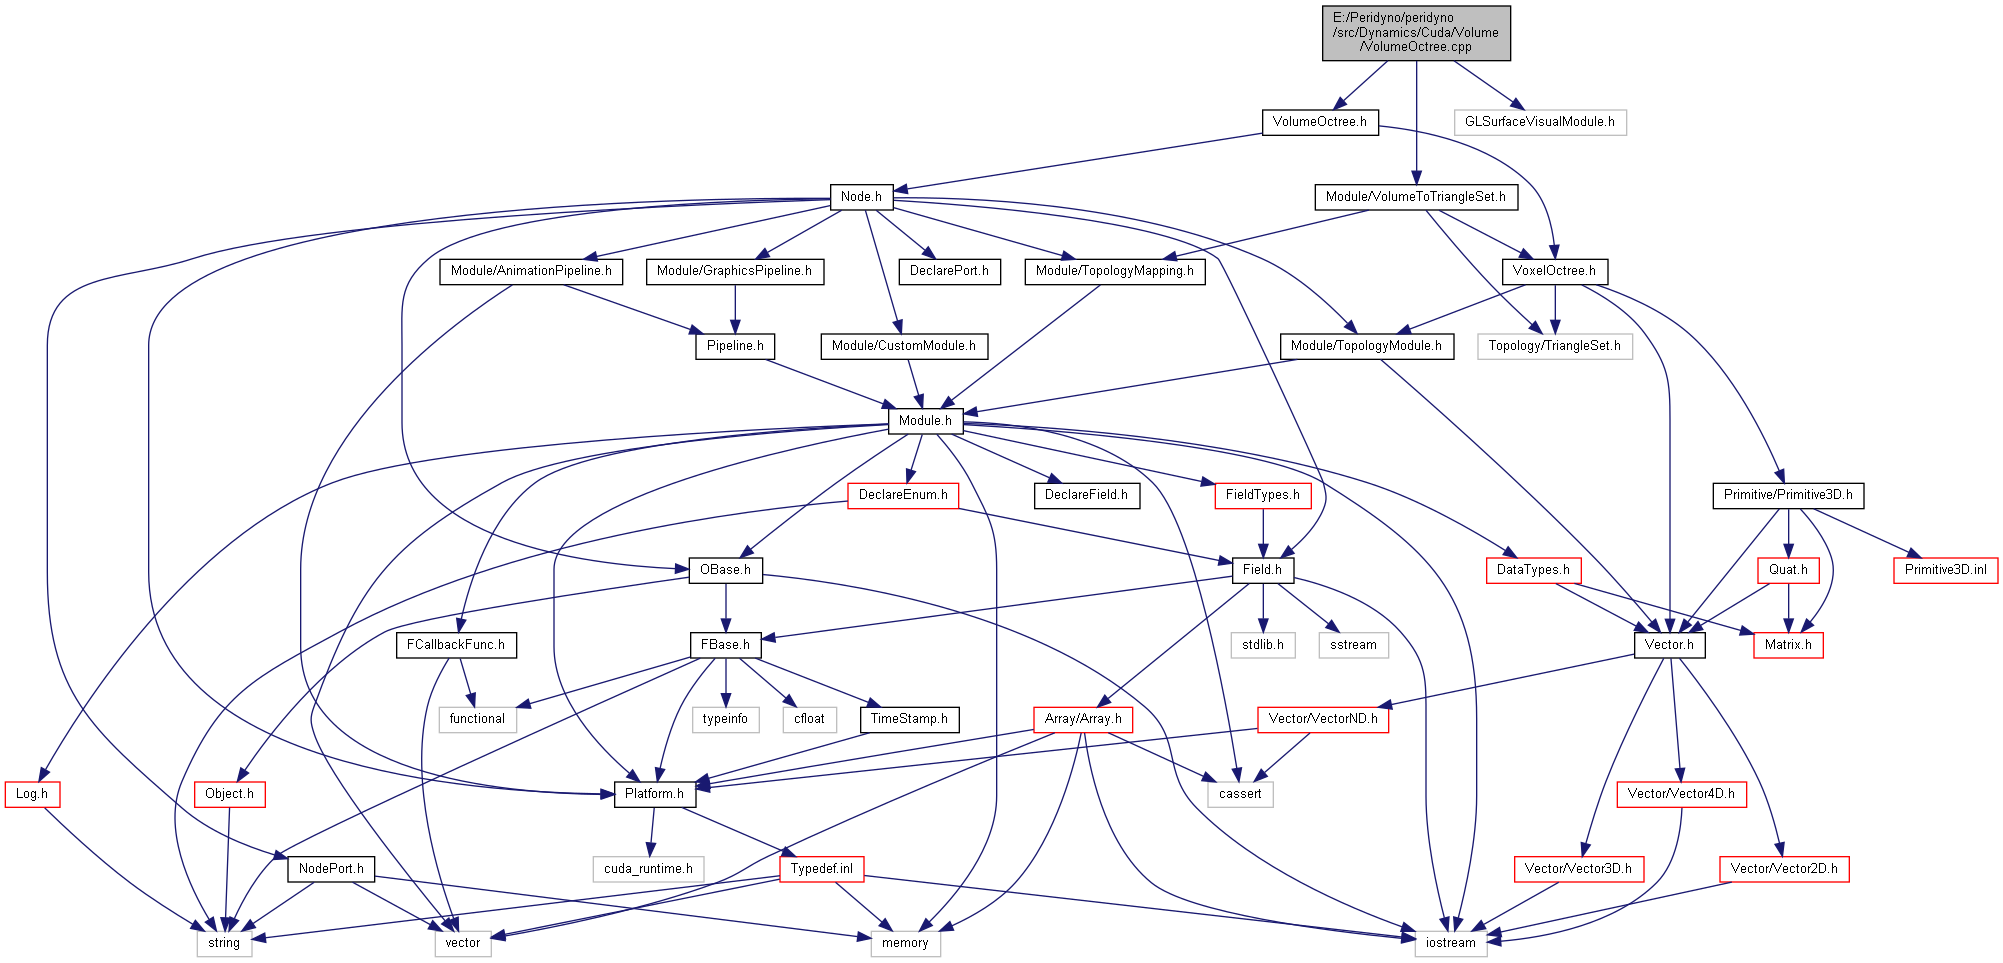 E:/Peridyno/peridyno
/src/Dynamics/Cuda/Volume
/VolumeOctree.cpp
VolumeOctree.h
GLSurfaceVisualModule.h
Node.h
Module/VolumeToTriangleSet.h
Module/AnimationPipeline.h
Module/GraphicsPipeline.h
DeclarePort.h
Module/TopologyMapping.h
VoxelOctree.h
Pipeline.h
Module/CustomModule.h
Module/TopologyModule.h
Topology/TriangleSet.h
Module.h
DeclareEnum.h
DeclareField.h
FieldTypes.h
Primitive/Primitive3D.h
OBase.h
Field.h
DataTypes.h
Quat.h
Primitive3D.inl
FCallbackFunc.h
FBase.h
stdlib.h
sstream
Vector.h
Matrix.h
functional
typeinfo
cfloat
TimeStamp.h
Array/Array.h
Vector/VectorND.h
Log.h
Object.h
Platform.h
cassert
Vector/Vector4D.h
NodePort.h
cuda_runtime.h
Typedef.inl
Vector/Vector3D.h
Vector/Vector2D.h
string
vector
memory
iostream